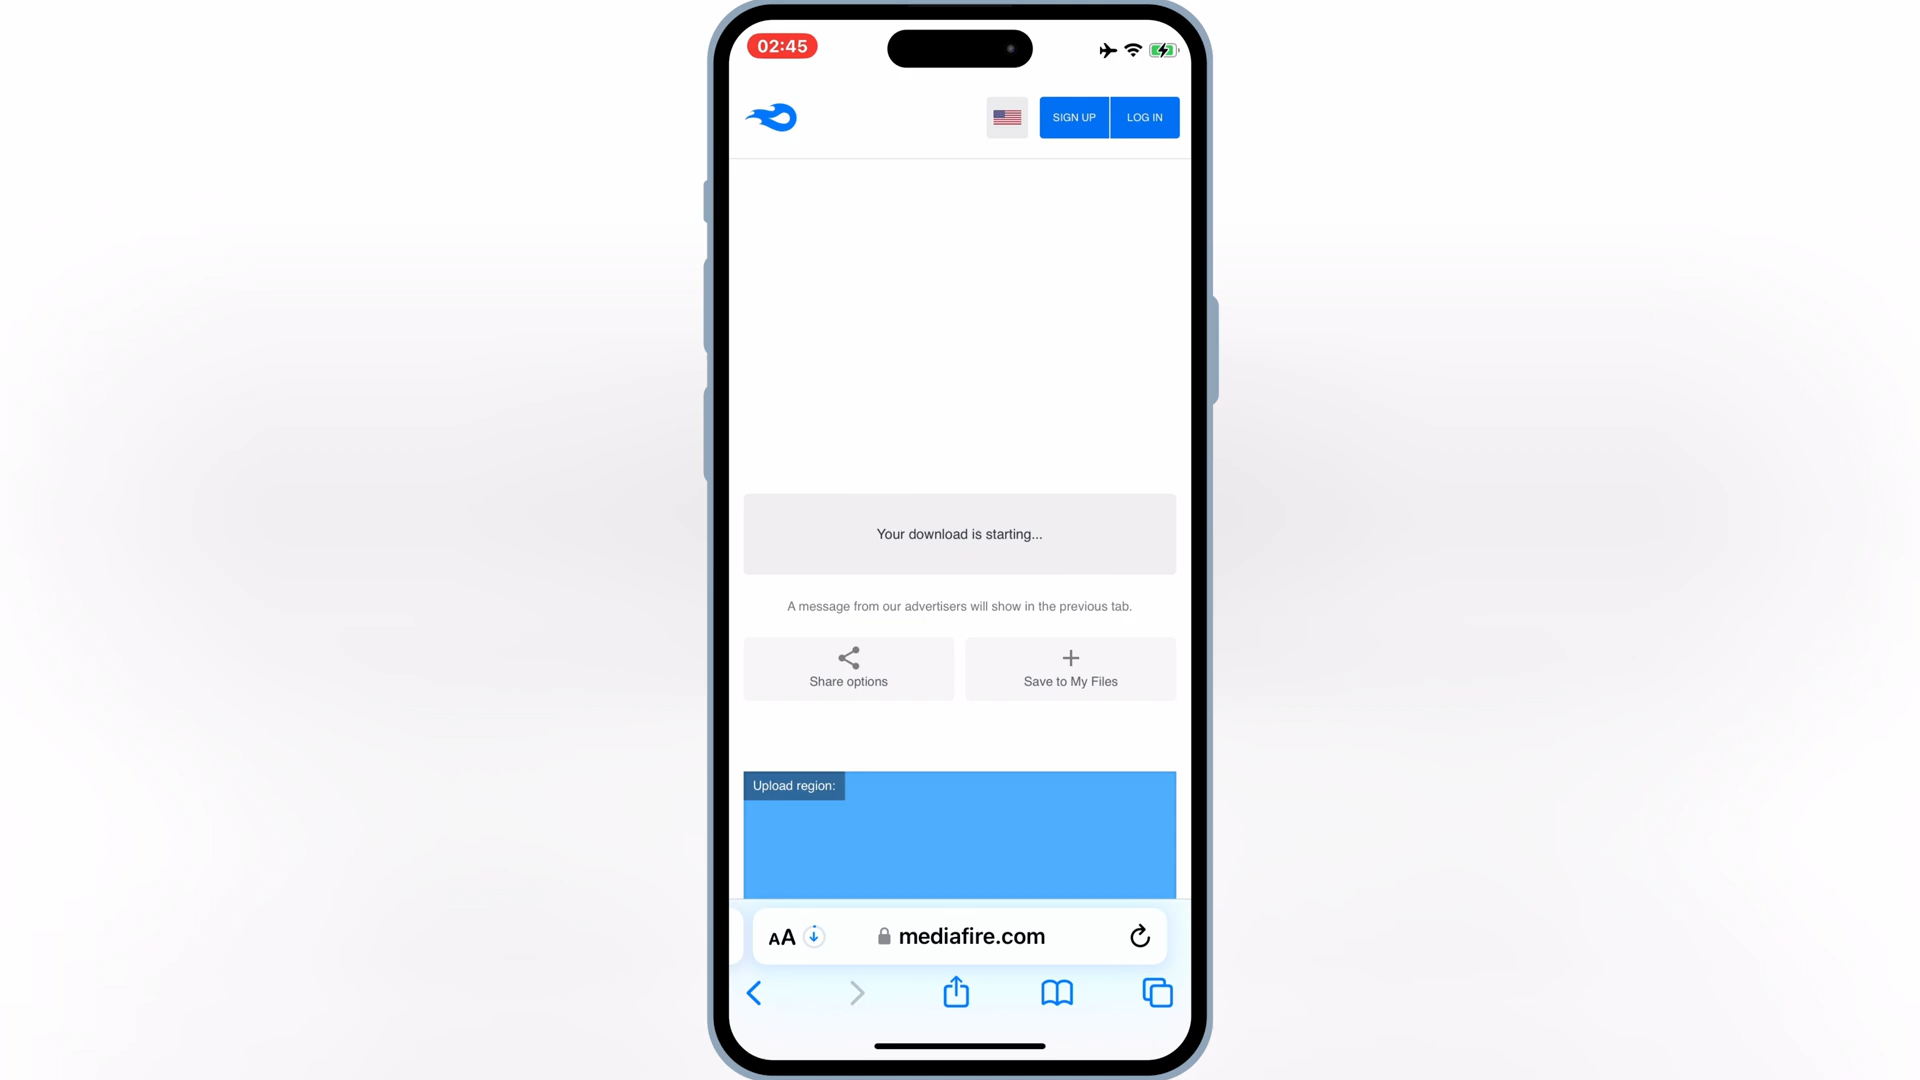 02:45
SIGN UP
LOG IN
Your download is starting...
A message from our advertisers will show in the previous tab.
Share options
Save to My Files
Upload region:
AA
mediafire.com